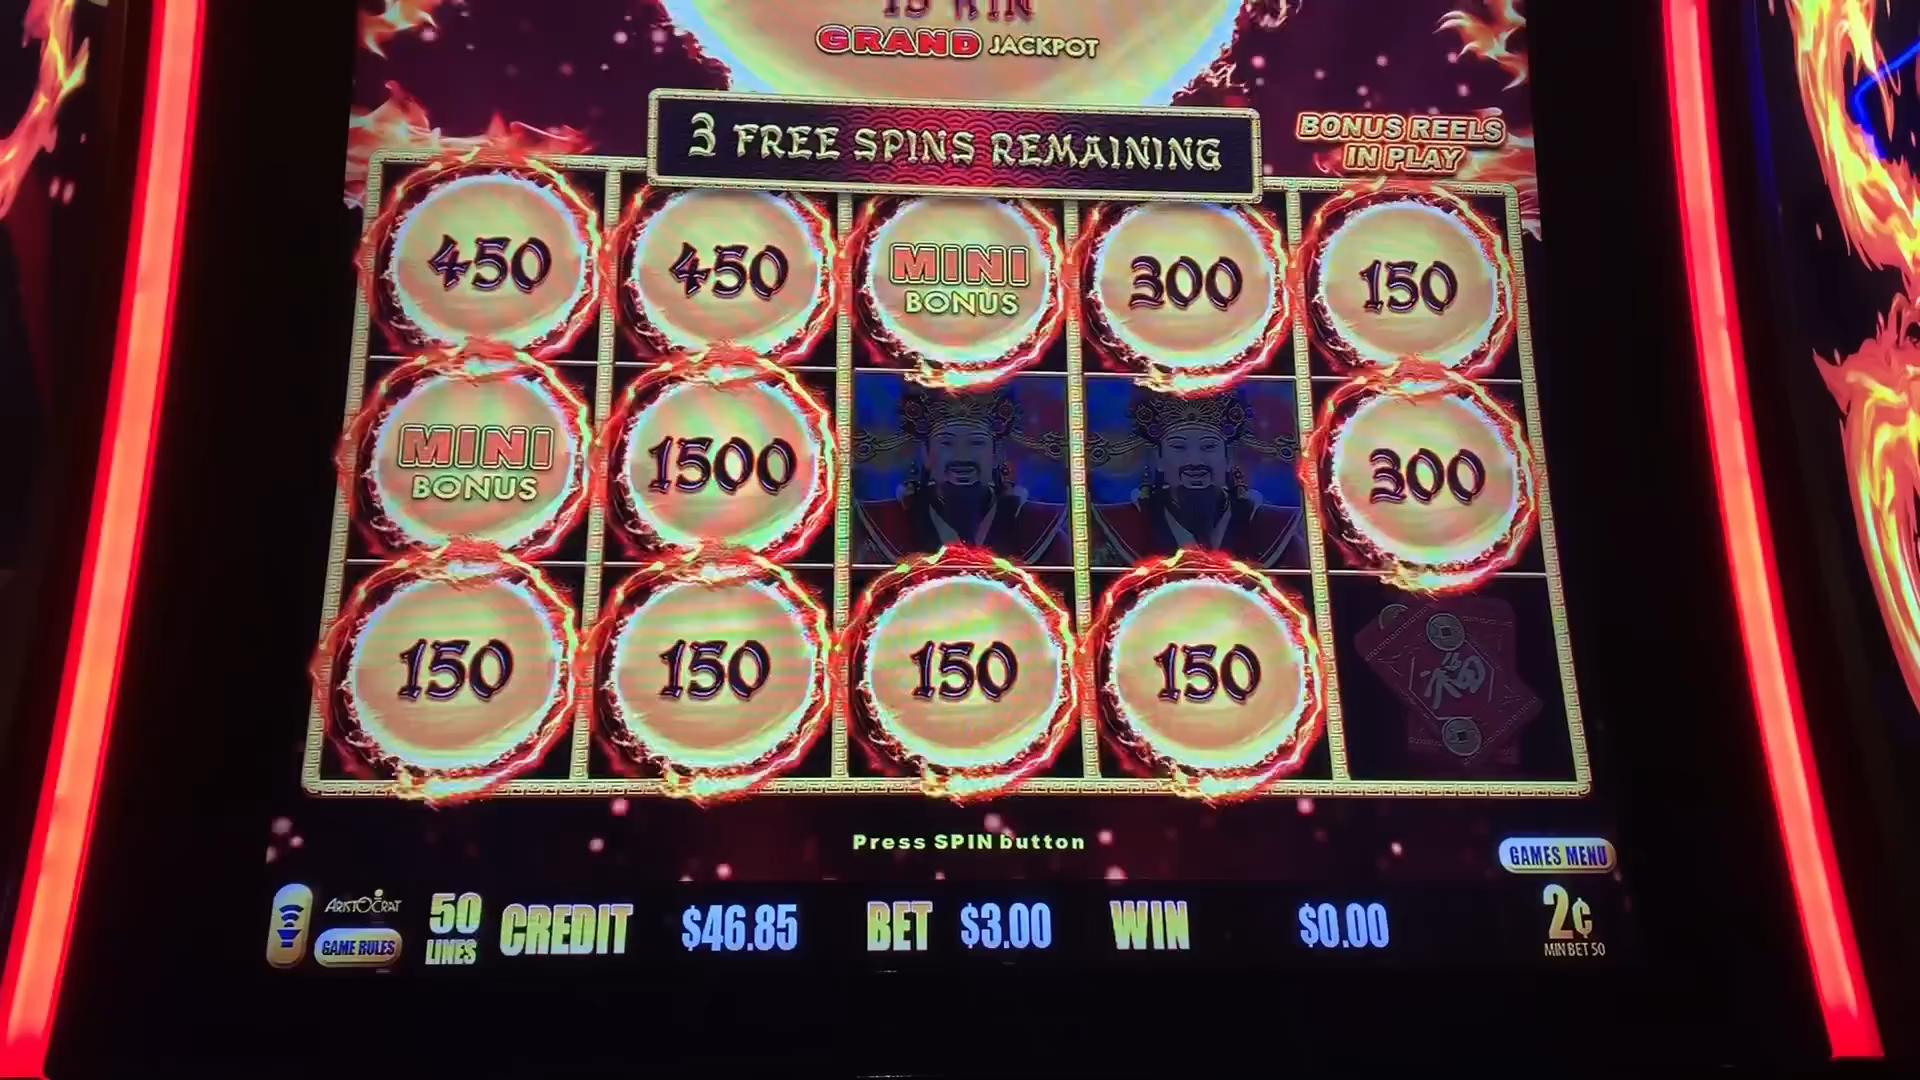 IS WIN
GRAND JACKPOT
3 FREE SPINS REMAINING
BONUS REELS
IN PLAY
450
450
MINI
BONUS
300
150
MINI
BONUS
1500
300
150
150
150
150
Press SPIN button
GAMES MENU
ARISTOCRAT
GAME RULES
50
LINES
CREDIT
$46.85
BET
$3.00
WIN
$0.00
2¢
MIN BET 50